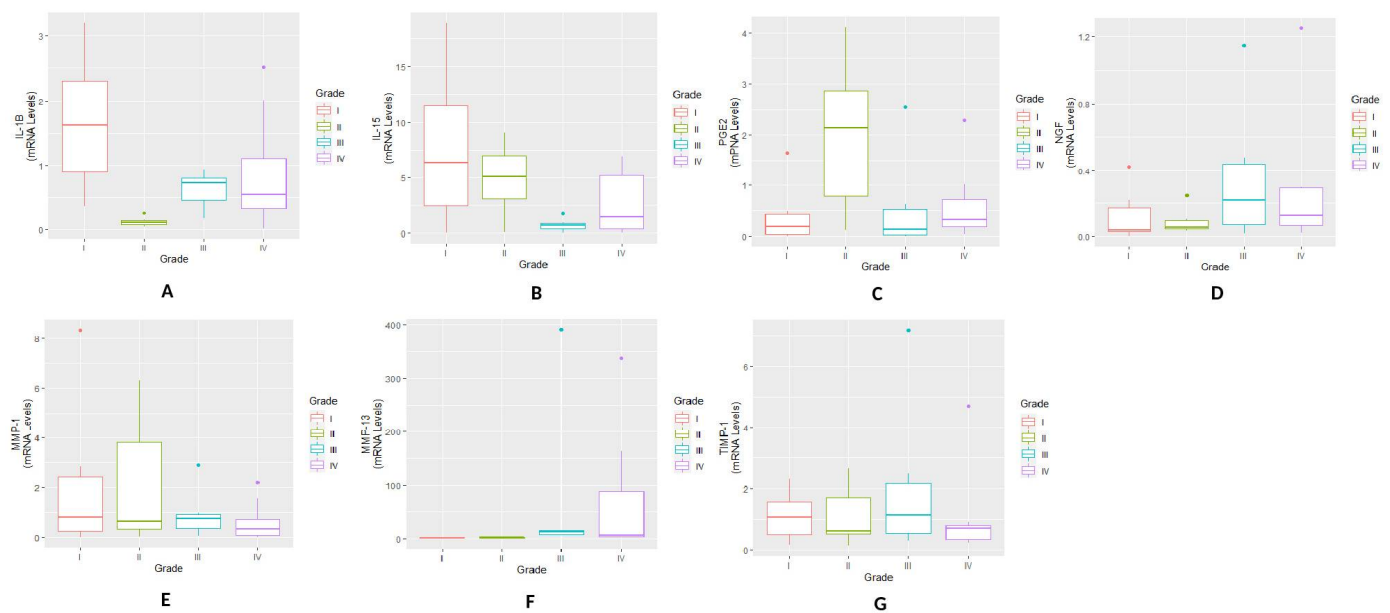 IL-1B
(mRNA Levels)
3
2
1
0
I II III IV
Grade
Grade
I
II
III
IV
A
IL-15
(mRNA Levels)
15
10
5
0
I II III IV
Grade
Grade
I
II
III
IV
B
PGE2
(mPNA Levels)
4
3
2
1
0
I II III IV
Grade
Grade
I
II
III
IV
C
NGF
(mRNA Levels)
1.2
0.8
0.4
0.0
I II III IV
Grade
Grade
I
II
III
IV
D
MMP-1
(mRNA Levels)
8
6
4
2
0
I II III IV
Grade
Grade
I
II
III
IV
E
MMF-13
(mRNA Levels)
400
300
200
100
0
I II III IV
Grade
Grade
I
II
III
IV
F
TIMP-1
(mRNA Levels)
6
4
2
0
I II III IV
Grade
Grade
I
II
III
IV
G